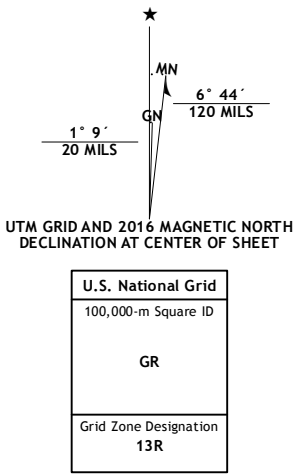 MN
6° 44´
120 MILS
GN
1° 9´
20 MILS
UTM GRID AND 2016 MAGNETIC NORTH
DECLINATION AT CENTER OF SHEET
U.S. National Grid
100,000-m Square ID
GR
Grid Zone Designation
13R